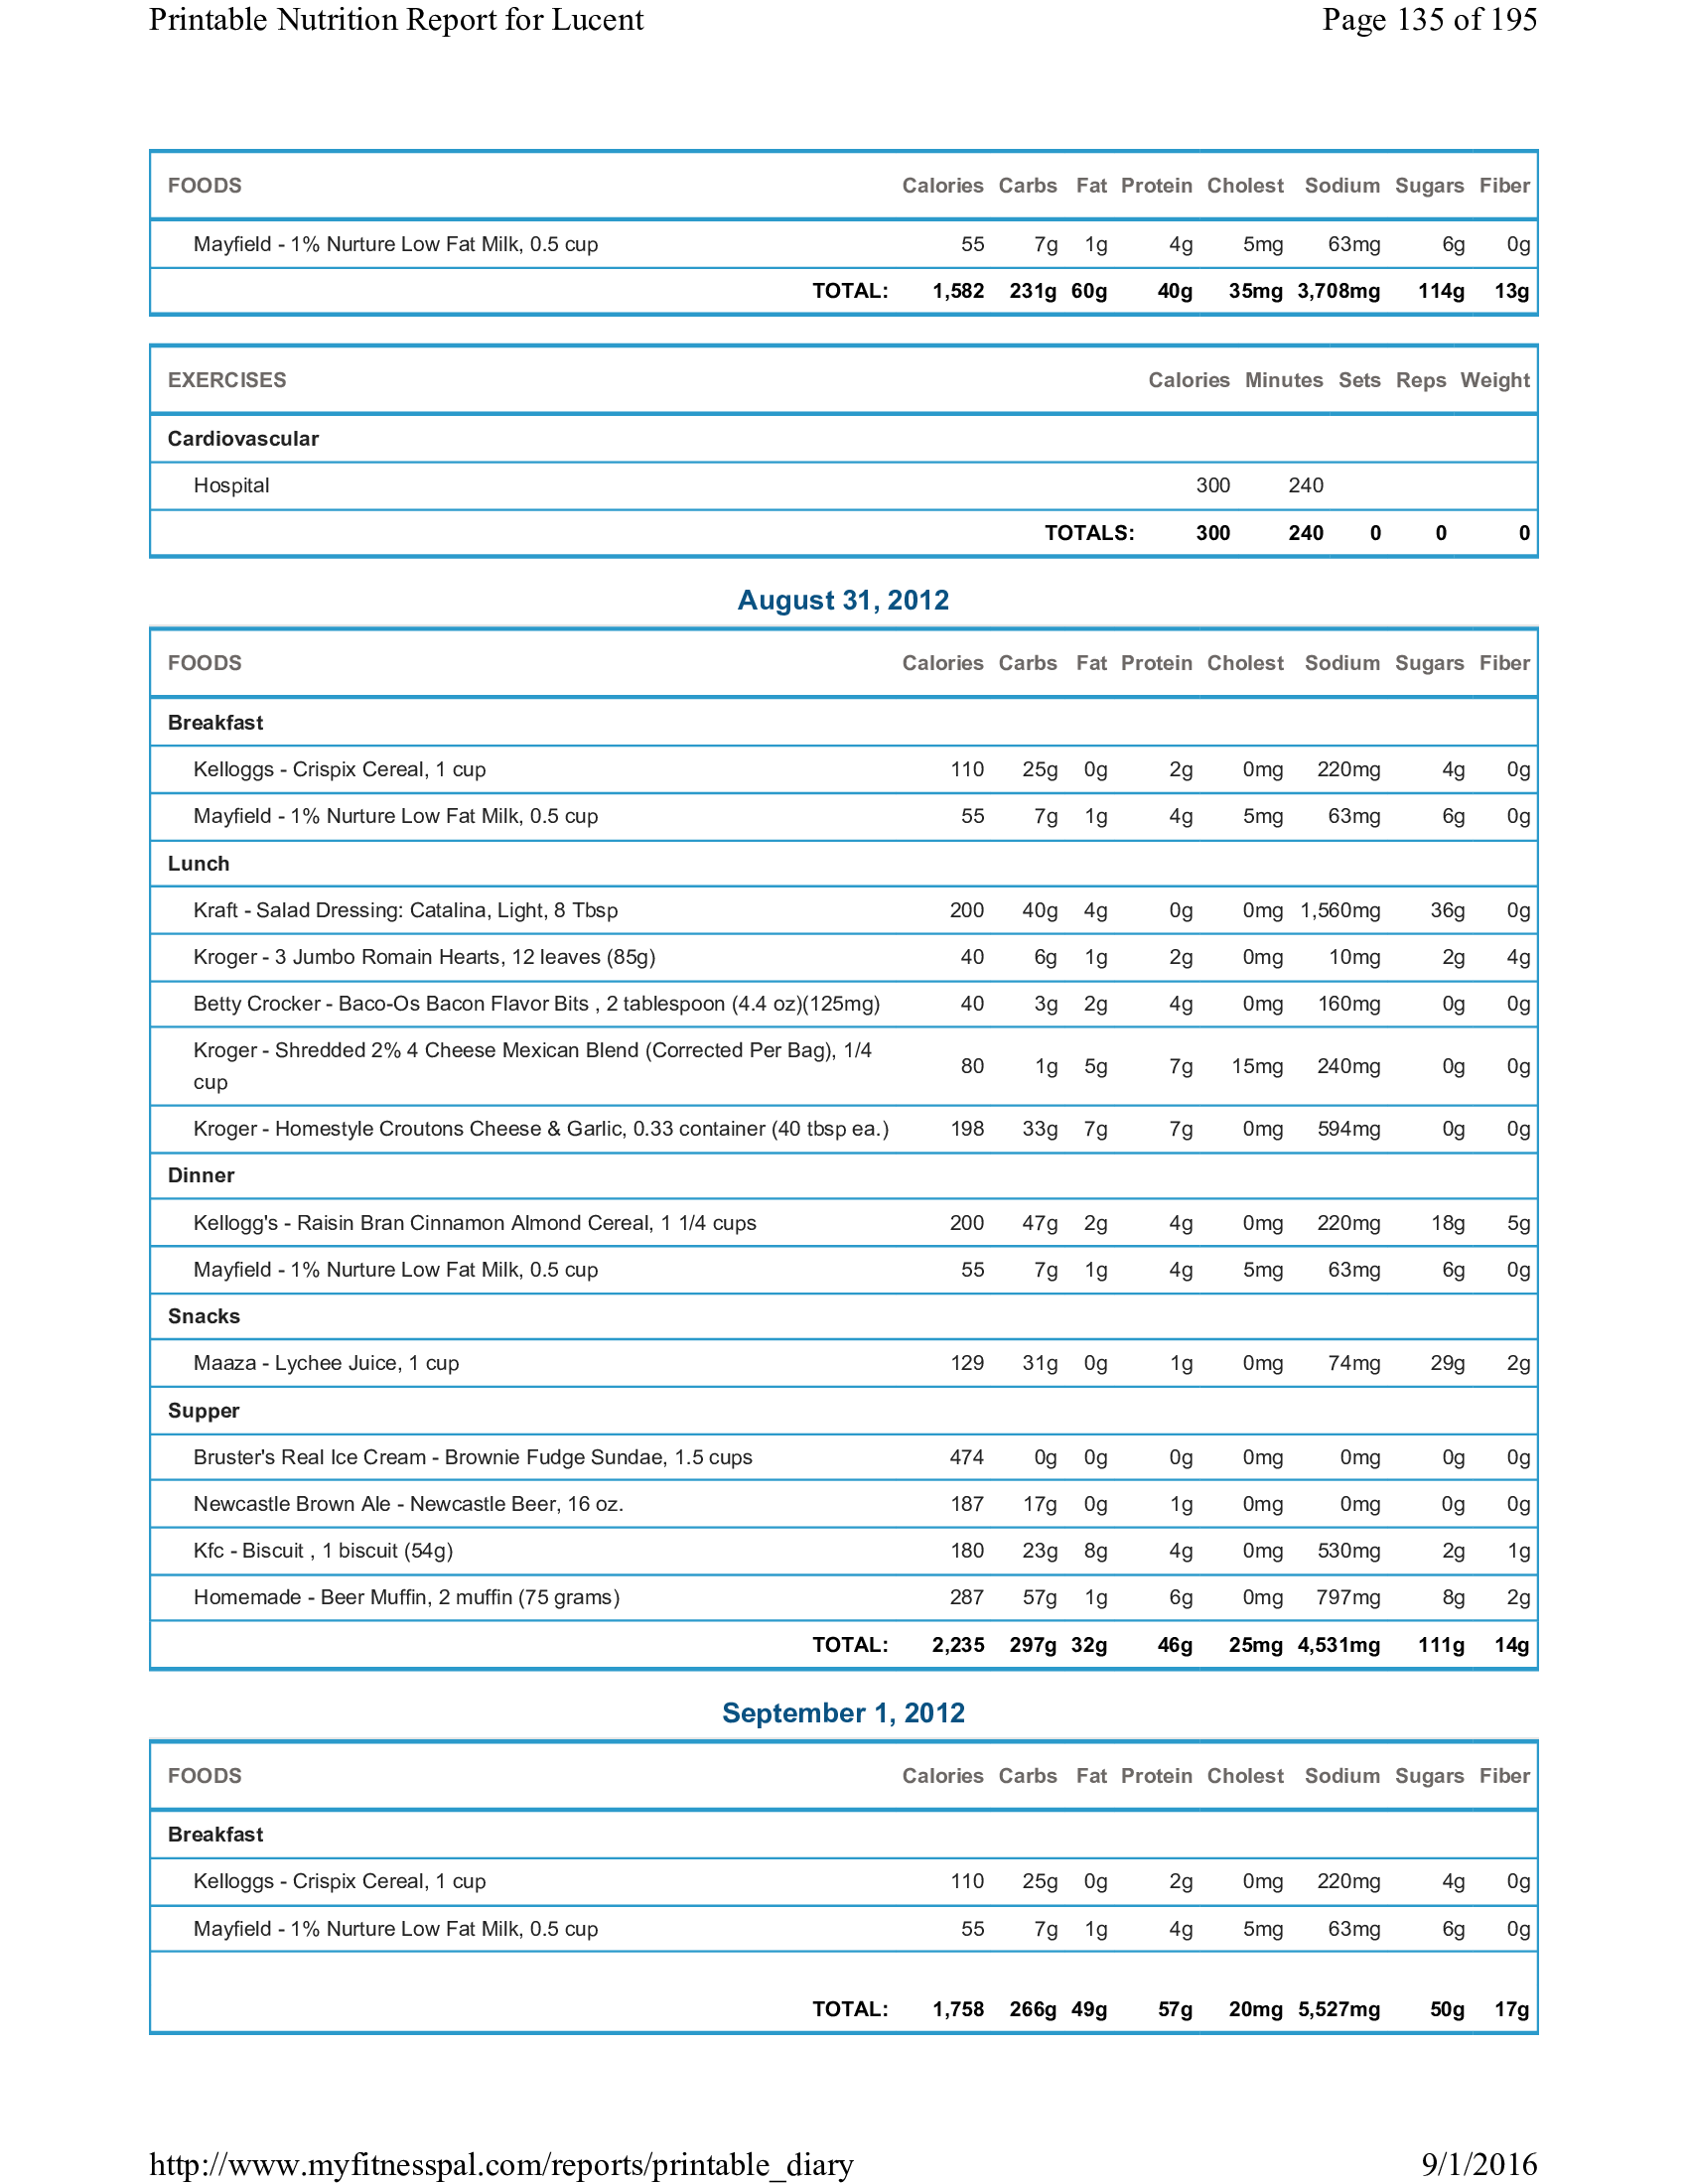 Printable Nutrition Report for Lucent Page 135 of 195
FOODS Calories Carbs Fat Protein Cholest Sodium Sugars Fiber
Mayfield - 1% Nurture Low Fat Milk, 0.5 cup 55 7g 1g 4g 5mg 63mg 6g 0g
TOTAL: 1,582 231g 60g 40g 35mg 3,708mg 114g 13g
EXERCISES Calories Minutes Sets Reps Weight
Cardiovascular
Hospital 300 240
TOTALS: 300 240 0 0 0
August 31, 2012
FOODS Calories Carbs Fat Protein Cholest Sodium Sugars Fiber
Breakfast
Kelloggs - Crispix Cereal, 1 cup 110 25g 0g 2g 0mg 220mg 4g 0g
Mayfield - 1% Nurture Low Fat Milk, 0.5 cup 55 7g 1g 4g 5mg 63mg 6g 0g
Lunch
Kraft - Salad Dressing: Catalina, Light, 8 Tbsp 200 40g 4g 0g 0mg 1,560mg 36g 0g
Kroger - 3 Jumbo Romain Hearts, 12 leaves (85g) 40 6g 1g 2g 0mg 10mg 2g 4g
Betty Crocker - Baco-Os Bacon Flavor Bits , 2 tablespoon (4.4 oz)(125mg) 40 3g 2g 4g 0mg 160mg 0g 0g
Kroger - Shredded 2% 4 Cheese Mexican Blend (Corrected Per Bag), 1/4
cup 80 1g 5g 7g 15mg 240mg 0g 0g
Kroger - Homestyle Croutons Cheese & Garlic, 0.33 container (40 tbsp ea.) 198 33g 7g 7g 0mg 594mg 0g 0g
Dinner
Kellogg's - Raisin Bran Cinnamon Almond Cereal, 1 1/4 cups 200 47g 2g 4g 0mg 220mg 18g 5g
Mayfield - 1% Nurture Low Fat Milk, 0.5 cup 55 7g 1g 4g 5mg 63mg 6g 0g
Snacks
Maaza - Lychee Juice, 1 cup 129 31g 0g 1g 0mg 74mg 29g 2g
Supper
Bruster's Real Ice Cream - Brownie Fudge Sundae, 1.5 cups 474 0g 0g 0g 0mg 0mg 0g 0g
Newcastle Brown Ale - Newcastle Beer, 16 oz. 187 17g 0g 1g 0mg 0mg 0g 0g
Kfc - Biscuit , 1 biscuit (54g) 180 23g 8g 4g 0mg 530mg 2g 1g
Homemade - Beer Muffin, 2 muffin (75 grams) 287 57g 1g 6g 0mg 797mg 8g 2g
TOTAL: 2,235 297g 32g 46g 25mg 4,531mg 111g 14g
September 1, 2012
FOODS Calories Carbs Fat Protein Cholest Sodium Sugars Fiber
Breakfast
Kelloggs - Crispix Cereal, 1 cup 110 25g 0g 2g 0mg 220mg 4g 0g
Mayfield - 1% Nurture Low Fat Milk, 0.5 cup 55 7g 1g 4g 5mg 63mg 6g 0g
TOTAL: 1,758 266g 49g 57g 20mg 5,527mg 50g 17g
http://www.myfitnesspal.com/reports/printable_diary 9/1/2016